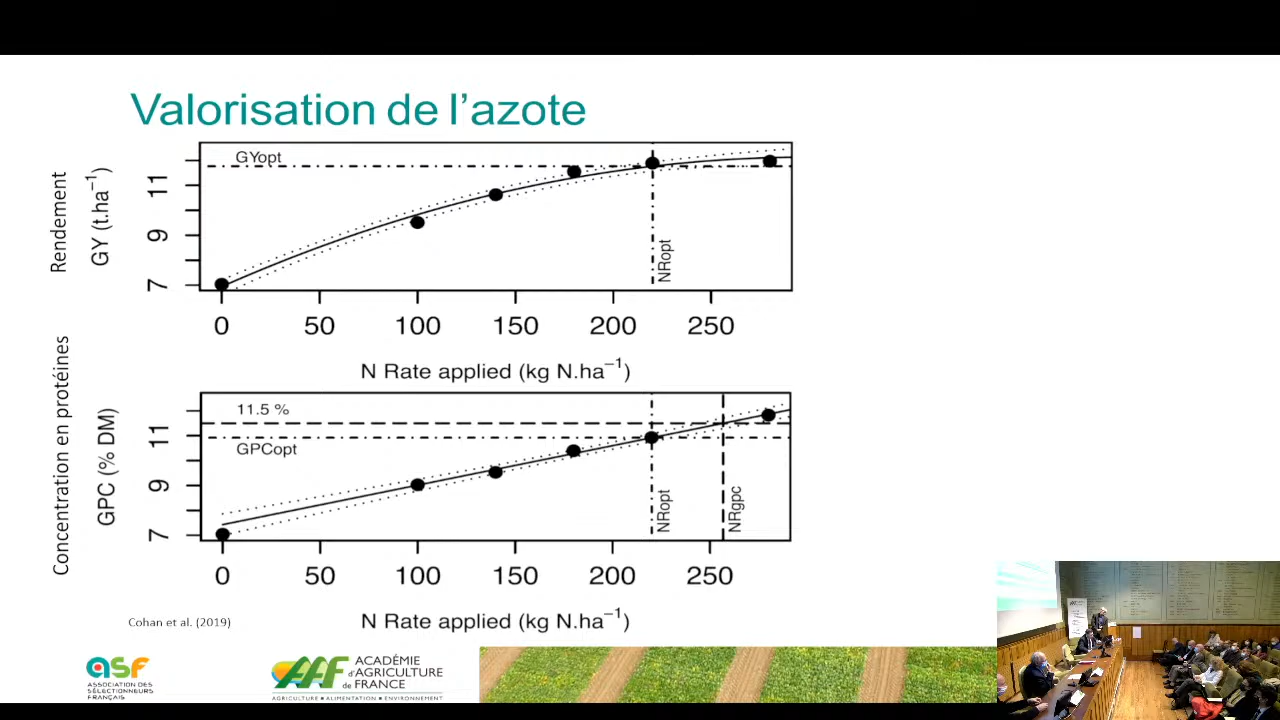 Valorisation de l'azote
Rendement
GY (t.ha⁻¹)
GYopt
NRopt
11
9
7
0 50 100 150 200 250
N Rate applied (kg N.ha⁻¹)
Concentration en protéines
GPC (% DM)
11.5 %
GPCopt
NRopt
NRgpc
11
9
7
0 50 100 150 200 250
N Rate applied (kg N.ha⁻¹)
Cohan et al. (2019)
asf
ASSOCIATION DES
SÉLECTIONNEURS
FRANÇAIS
AAF
ACADÉMIE
d'AGRICULTURE
de FRANCE
AGRICULTURE ■ ALIMENTATION ■ ENVIRONNEMENT